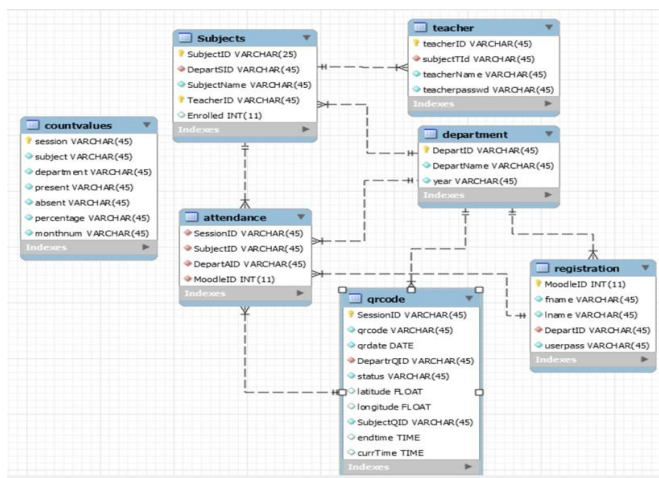 Subjects
SubjectID VARCHAR(25)
DepartSID VARCHAR(45)
SubjectName VARCHAR(45)
TeacherID VARCHAR(45)
Enrolled INT(11)
Indexes
teacher
teacherID VARCHAR(45)
subjectTId VARCHAR(45)
teacherName VARCHAR(45)
teacherpasswd VARCHAR(45)
Indexes
countvalues
session VARCHAR(45)
subject VARCHAR(45)
department VARCHAR(45)
present VARCHAR(45)
absent VARCHAR(45)
percentage VARCHAR(45)
monthnum VARCHAR(45)
Indexes
department
DepartID VARCHAR(45)
DepartName VARCHAR(45)
year VARCHAR(45)
Indexes
attendance
SessionID VARCHAR(45)
SubjectID VARCHAR(45)
DepartAID VARCHAR(45)
MoodleID INT(11)
Indexes
registration
MoodleID INT(11)
fname VARCHAR(45)
lname VARCHAR(45)
DepartID VARCHAR(45)
userpass VARCHAR(45)
Indexes
qrcode
SessionID VARCHAR(45)
qrcode VARCHAR(45)
qrdate DATE
DepartrQID VARCHAR(45)
status VARCHAR(45)
latitude FLOAT
longitude FLOAT
SubjectQID VARCHAR(45)
endtime TIME
currTime TIME
Indexes